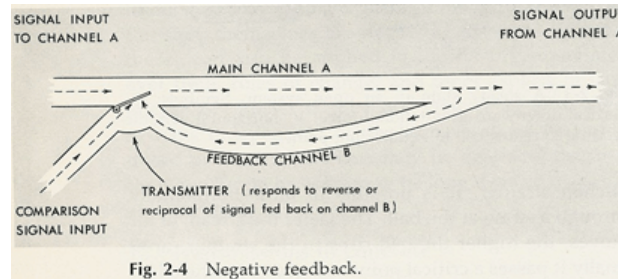 SIGNAL INPUT
TO CHANNEL A
SIGNAL OUTPU
FROM CHANNEL
MAIN CHANNEL A
FEEDBACK CHANNEL B
TRANSMITTER (responds to reverse or
reciprocal of signal fed back on channel B)
COMPARISON
SIGNAL INPUT
Fig. 2-4 Negative feedback.